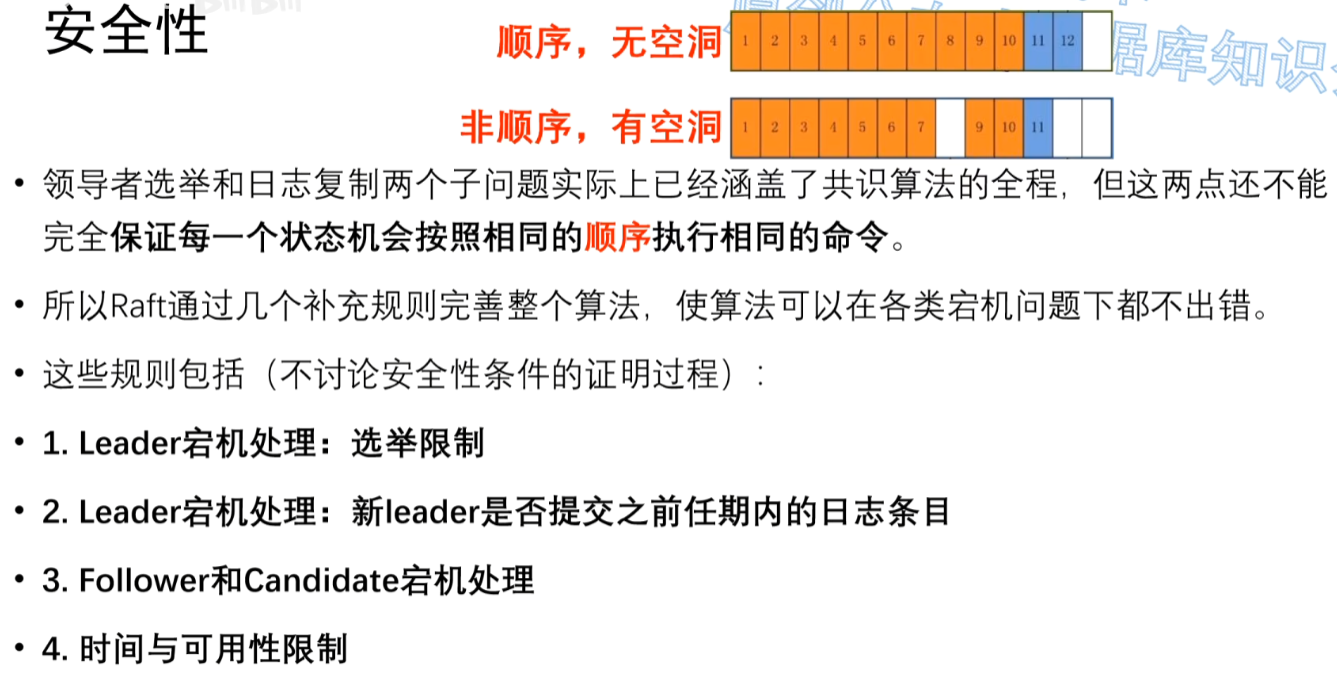 安全性
顺序，无空洞
1 2 3 4 5 6 7 8 9 10 11 12
据库知识分
非顺序，有空洞
1 2 3 4 5 6 7 9 10 11
• 领导者选举和日志复制两个子问题实际上已经涵盖了共识算法的全程，但这两点还不能
完全保证每一个状态机会按照相同的顺序执行相同的命令。
• 所以Raft通过几个补充规则完善整个算法，使算法可以在各类宕机问题下都不出错。
• 这些规则包括（不讨论安全性条件的证明过程）：
• 1. Leader宕机处理：选举限制
• 2. Leader宕机处理：新leader是否提交之前任期内的日志条目
• 3. Follower和Candidate宕机处理
• 4. 时间与可用性限制